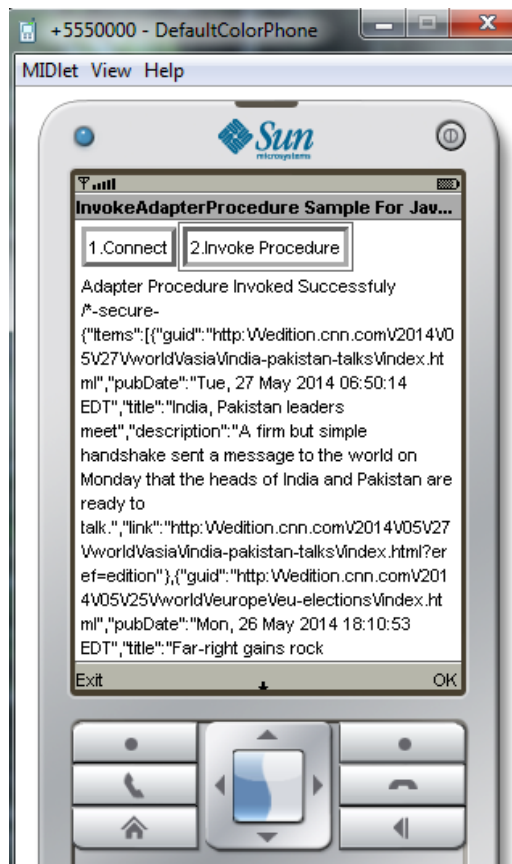 +5550000 - DefaultColorPhone
MIDlet View Help
Sun
microsystems
InvokeAdapterProcedure Sample For Jav...
1.Connect 2.Invoke Procedure
Adapter Procedure Invoked Successfuly
/*-secure-
{"Items":[{"guid":"http:\/\/edition.cnn.com\/2014\/0
5\/27\/world\/asia\/india-pakistan-talks\/index.ht
ml","pubDate":"Tue, 27 May 2014 06:50:14
EDT","title":"India, Pakistan leaders
meet","description":"A firm but simple
handshake sent a message to the world on
Monday that the heads of India and Pakistan are
ready to
talk.","link":"http:\/\/edition.cnn.com\/2014\/05\/27
\/world\/asia\/india-pakistan-talks\/index.html?er
ef=edition"},{"guid":"http:\/\/edition.cnn.com\/201
4\/05\/25\/world\/europe\/eu-elections\/index.ht
ml","pubDate":"Mon, 26 May 2014 18:10:53
EDT","title":"Far-right gains rock
Exit OK